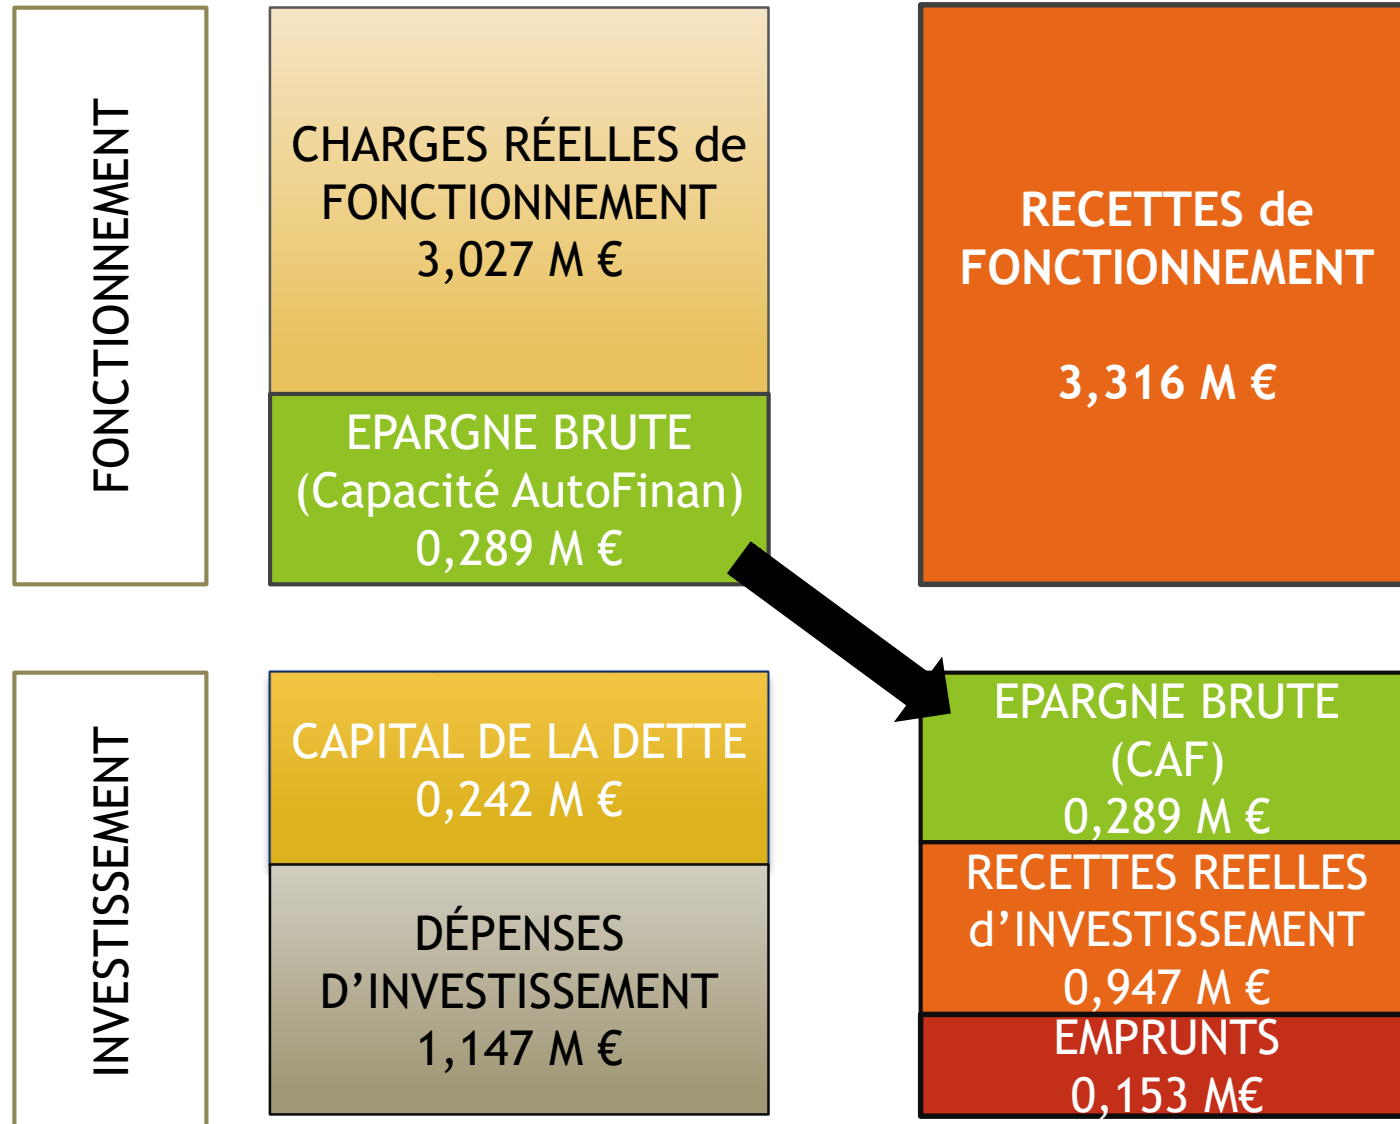 FONCTIONNEMENT
CHARGES RÉELLES de
FONCTIONNEMENT
3,027 M €
EPARGNE BRUTE
(Capacité AutoFinan)
0,289 M €
RECETTES de
FONCTIONNEMENT
3,316 M €
INVESTISSEMENT
CAPITAL DE LA DETTE
0,242 M €
DÉPENSES
D’INVESTISSEMENT
1,147 M €
EPARGNE BRUTE
(CAF)
0,289 M €
RECETTES REELLES
d’INVESTISSEMENT
0,947 M €
EMPRUNTS
0,153 M€